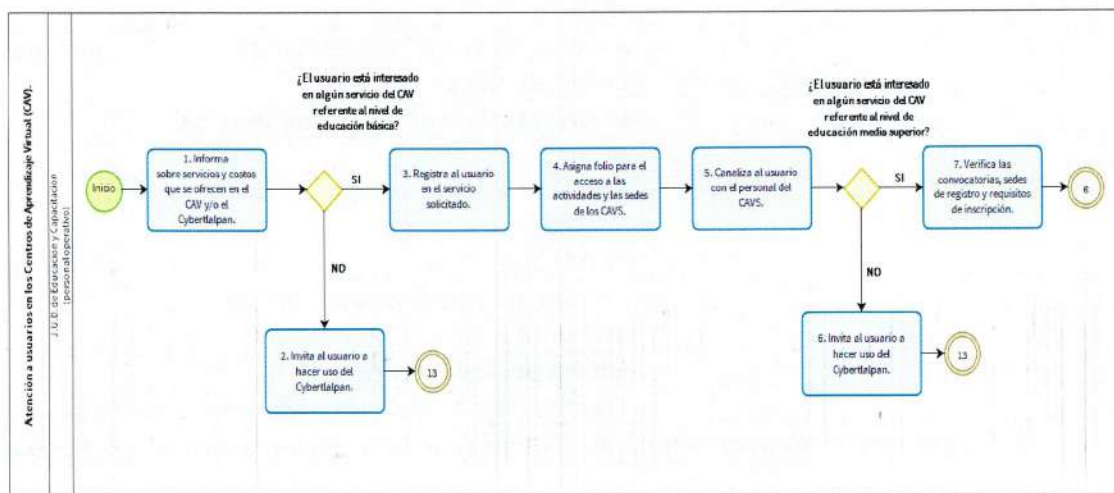 Atención a usuarios en los Centros de Aprendizaje Virtual (CAV).
J.U.D. de Educación y Capacitación
(personal operativo)
Inicio
1. Informa
sobre servicios y costos
que se ofrecen en el
CAV y/o el
Cybertlalpan.
¿El usuario está interesado
en algún servicio del CAV
referente al nivel de
educación básica?
SI
NO
2. Invita al usuario a
hacer uso del
Cybertlalpan.
13
3. Registra al usuario
en el servicio
solicitado.
4. Asigna folio para el
acceso a las
actividades y las sedes
de los CAVS.
5. Canaliza al usuario
con el personal del
CAVS.
¿El usuario está interesado
en algún servicio del CAV
referente al nivel de
educación medio superior?
SI
NO
6. Invita al usuario a
hacer uso del
Cybertlalpan.
13
7. Verifica las
convocatorias, sedes
de registro y requisitos
de inscripción.
6